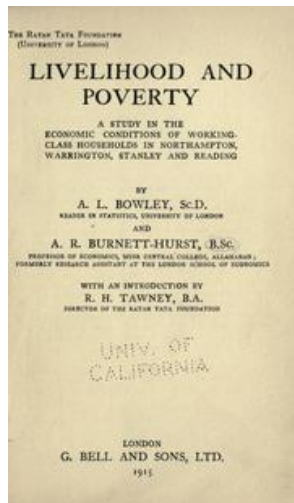 THE RATAN TATA FOUNDATION
(UNIVERSITY OF LONDON)
LIVELIHOOD AND
POVERTY
A STUDY IN THE
ECONOMIC CONDITIONS OF WORKING-
CLASS HOUSEHOLDS IN NORTHAMPTON,
WARRINGTON, STANLEY AND READING
BY
A. L. BOWLEY, Sc.D.
READER IN STATISTICS, UNIVERSITY OF LONDON
AND
A. R. BURNETT-HURST, B.Sc.
PROFESSOR OF ECONOMICS, MUIR CENTRAL COLLEGE, ALLAHABAD;
FORMERLY RESEARCH ASSISTANT AT THE LONDON SCHOOL OF ECONOMICS
WITH AN INTRODUCTION BY
R. H. TAWNEY, B.A.
DIRECTOR OF THE RATAN TATA FOUNDATION
UNIV. OF
CALIFORNIA
LONDON
G. BELL AND SONS, LTD.
1915